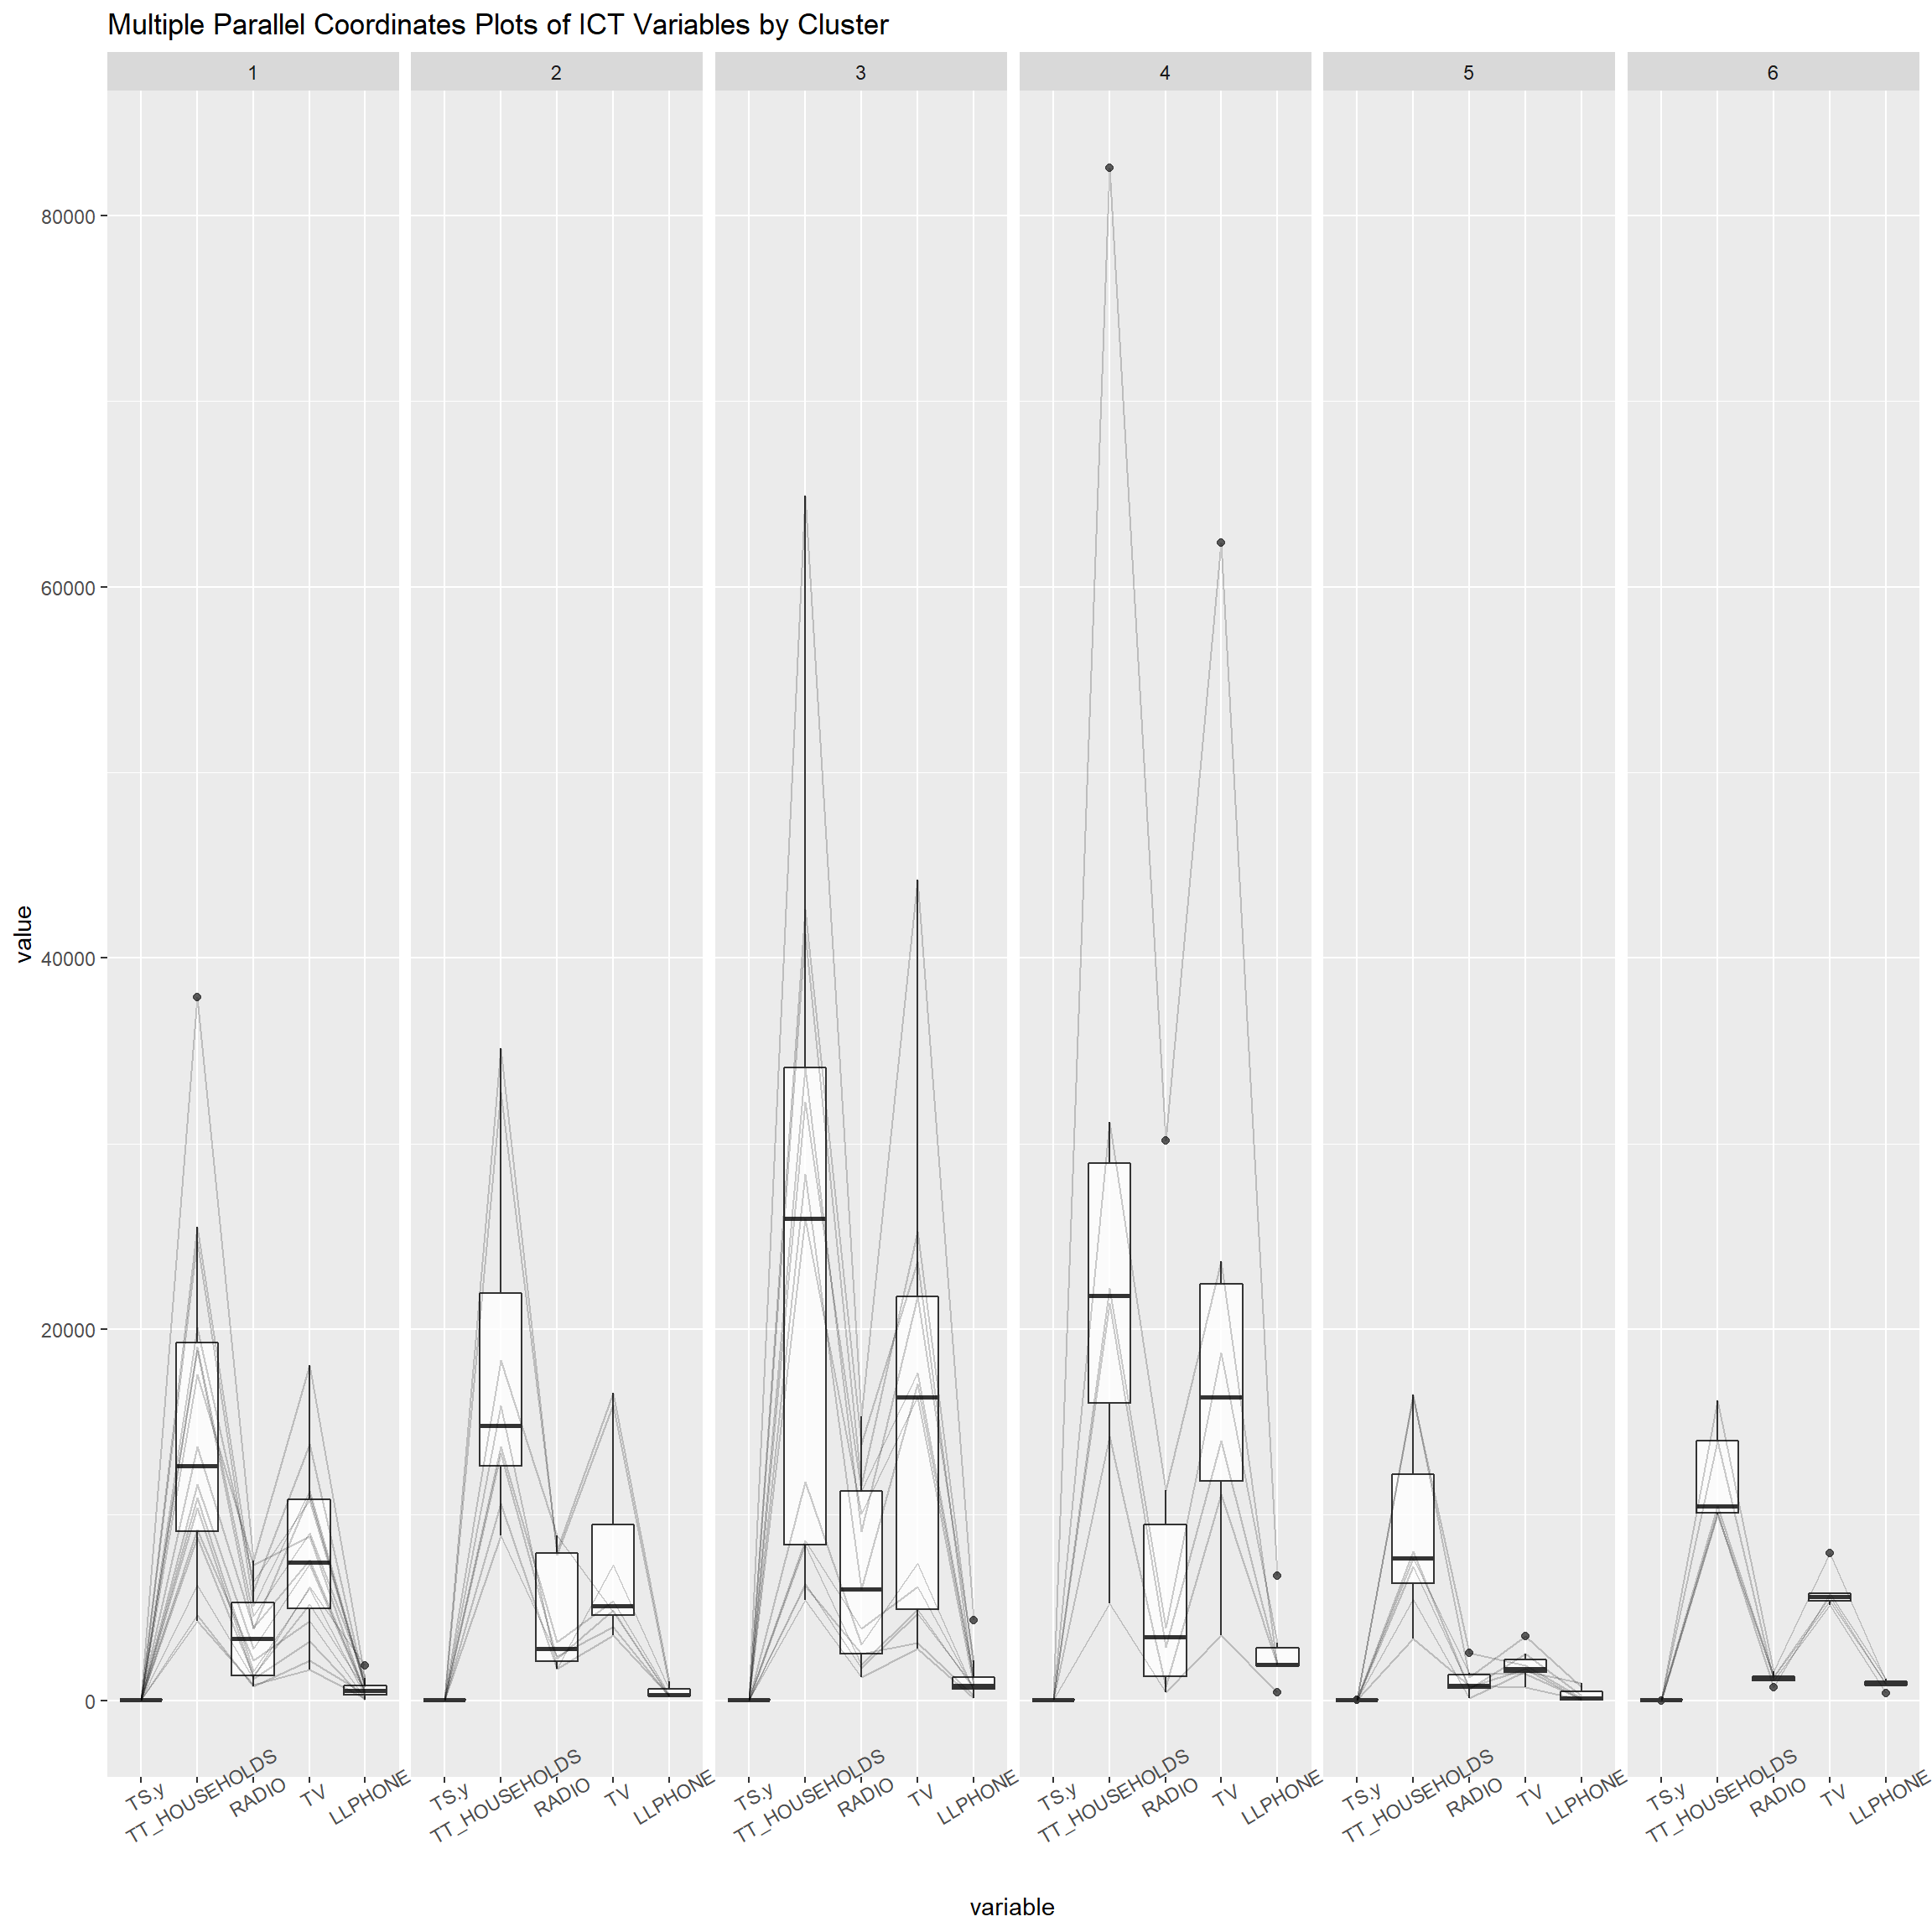 Multiple Parallel Coordinates Plots of ICT Variables by Cluster
1 2 3 4 5 6
80000
60000
40000
20000
0
value
TS.y TT_HOUSEHOLDS RADIO TV LLPHONE TS.y TT_HOUSEHOLDS RADIO TV LLPHONE TS.y TT_HOUSEHOLDS RADIO TV LLPHONE TS.y TT_HOUSEHOLDS RADIO TV LLPHONE TS.y TT_HOUSEHOLDS RADIO TV LLPHONE TS.y TT_HOUSEHOLDS RADIO TV LLPHONE
variable